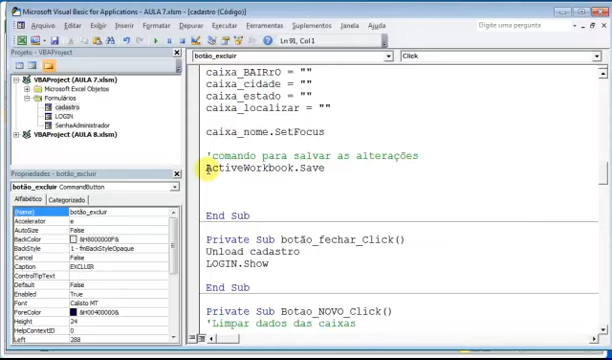 Microsoft Visual Basic for Applications - AULA 7.xlsm - [cadastro (Código)]
Arquivo Editar Exibir Inserir Formatar Depurar Executar Ferramentas Suplementos Janela Ajuda
Digite uma pergunta
Ln 91, Col 1
Projeto - VBAProject
VBAProject (AULA 7.xlsm)
Microsoft Excel Objetos
Formulários
cadastro
LOGIN
SenhaAdministrador
VBAProject (AULA 8.xlsm)
Propriedades - botão_excluir
botão_excluir CommandButton
Alfabético Categorizado
(Name) botão_excluir
Accelerator e
AutoSize False
BackColor &H8000000F&
BackStyle 1 - fmBackStyleOpaque
Cancel False
Caption EXCLUIR
ControlTipText
Default False
Enabled True
Font Calisto MT
ForeColor &H00400000&
Height 24
HelpContextID 0
Left 288
botão_excluir
Click
caixa_BAIRrO = ""
caixa_cidade = ""
caixa_estado = ""
caixa_localizar = ""
caixa_nome.SetFocus
'comando para salvar as alterações
ActiveWorkbook.Save
End Sub
Private Sub botão_fechar_Click()
Unload cadastro
LOGIN.Show
End Sub
Private Sub Botao_NOVO_Click()
'Limpar dados das caixas